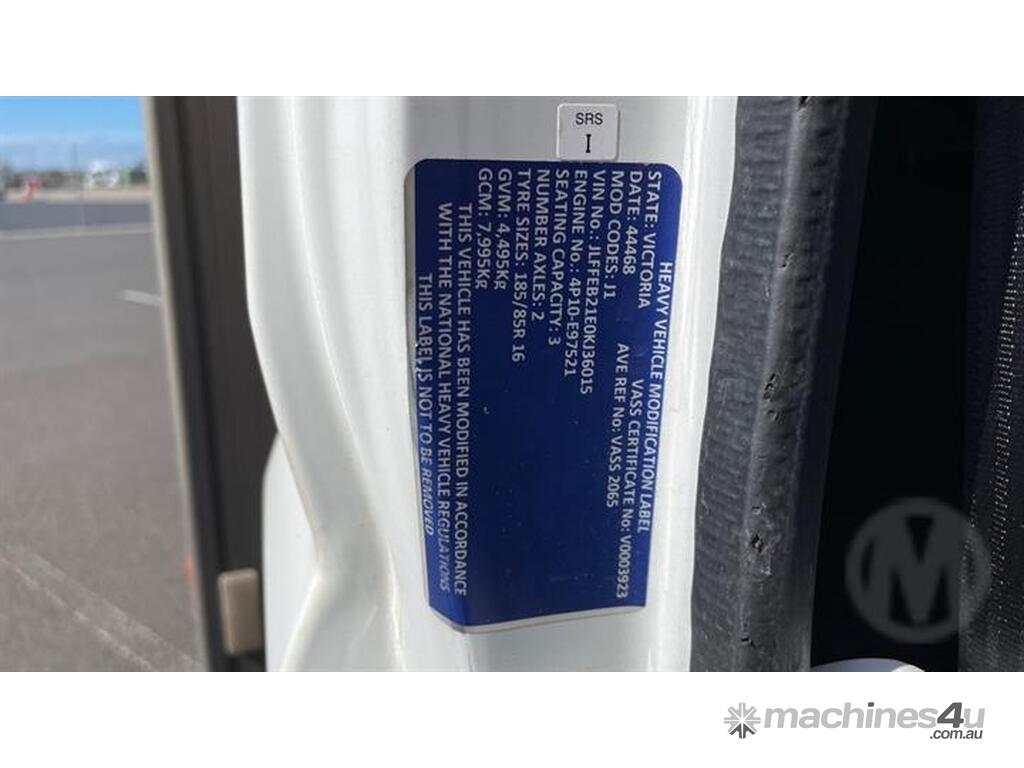 SRS
I
HEAVY VEHICLE MODIFICATION LABEL
STATE: VICTORIA VASS CERTIFICATE No: V0003923
DATE: 44468 AVE REF No: VASS 2065
MOD CODES: J1
VIN No.: JLFFEB21E0KJ36015
ENGINE No.: 4P10-E97521
SEATING CAPACITY: 3
NUMBER AXLES: 2
TYRE SIZES: 185/85R 16
GVM: 4,495Kg
GCM: 7,995Kg
THIS VEHICLE HAS BEEN MODIFIED IN ACCORDANCE
WITH THE NATIONAL HEAVY VEHICLE REGULATIONS
THIS LABEL IS NOT TO BE REMOVED
M
machines4u
.com.au